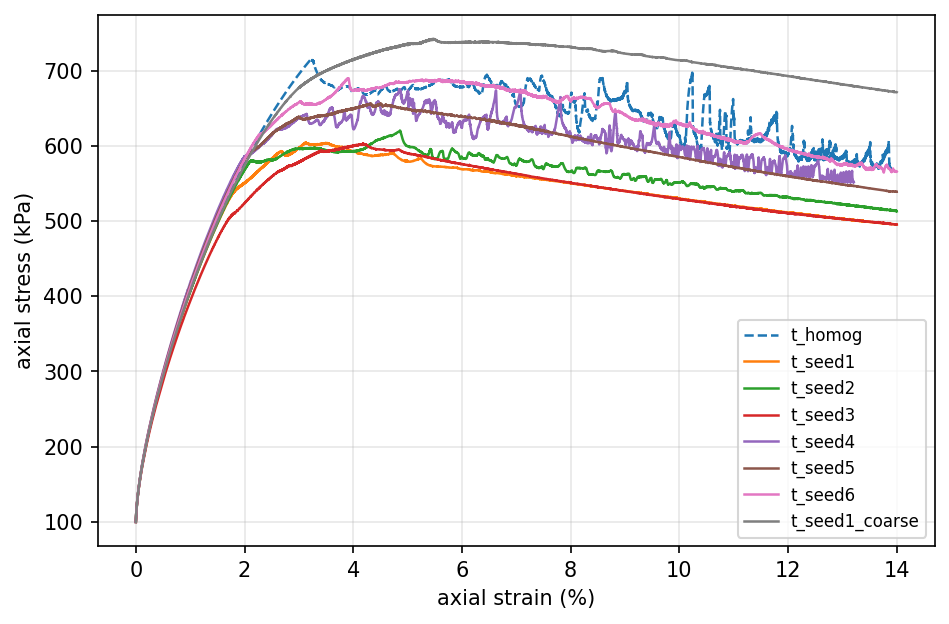 700
600
500
400
300
200
100
axial stress (kPa)
0 2 4 6 8 10 12 14
axial strain (%)
t_homog
t_seed1
t_seed2
t_seed3
t_seed4
t_seed5
t_seed6
t_seed1_coarse